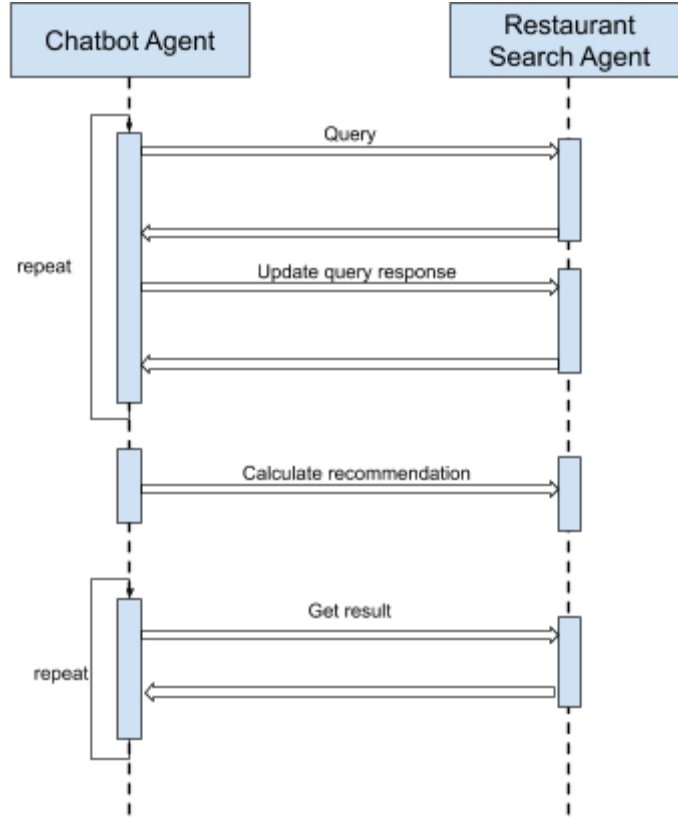 Chatbot Agent
Restaurant
Search Agent
Query
repeat
Update query response
Calculate recommendation
Get result
repeat